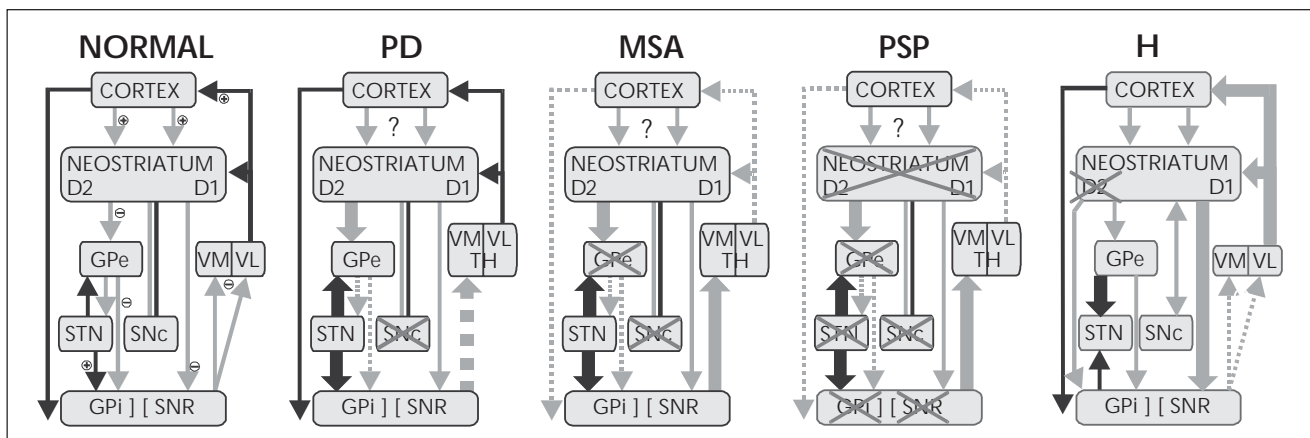 NORMAL
CORTEX
⊕
⊕ ⊕
NEOSTRIATUM
D2 D1
⊖
GPe
VM VL
⊖
⊖
STN SNc
⊕ ⊖
GPi ] [ SNR
PD
CORTEX
?
NEOSTRIATUM
D2 D1
GPe
VM VL
TH
STN SNc
GPi ] [ SNR
MSA
CORTEX
?
NEOSTRIATUM
D2 D1
GPe
VM VL
TH
STN SNc
GPi ] [ SNR
PSP
CORTEX
?
NEOSTRIATUM
D2 D1
GPe
VM VL
TH
STN SNc
GPi ] [ SNR
H
CORTEX
NEOSTRIATUM
D2 D1
GPe
VM VL
STN SNc
GPi ] [ SNR